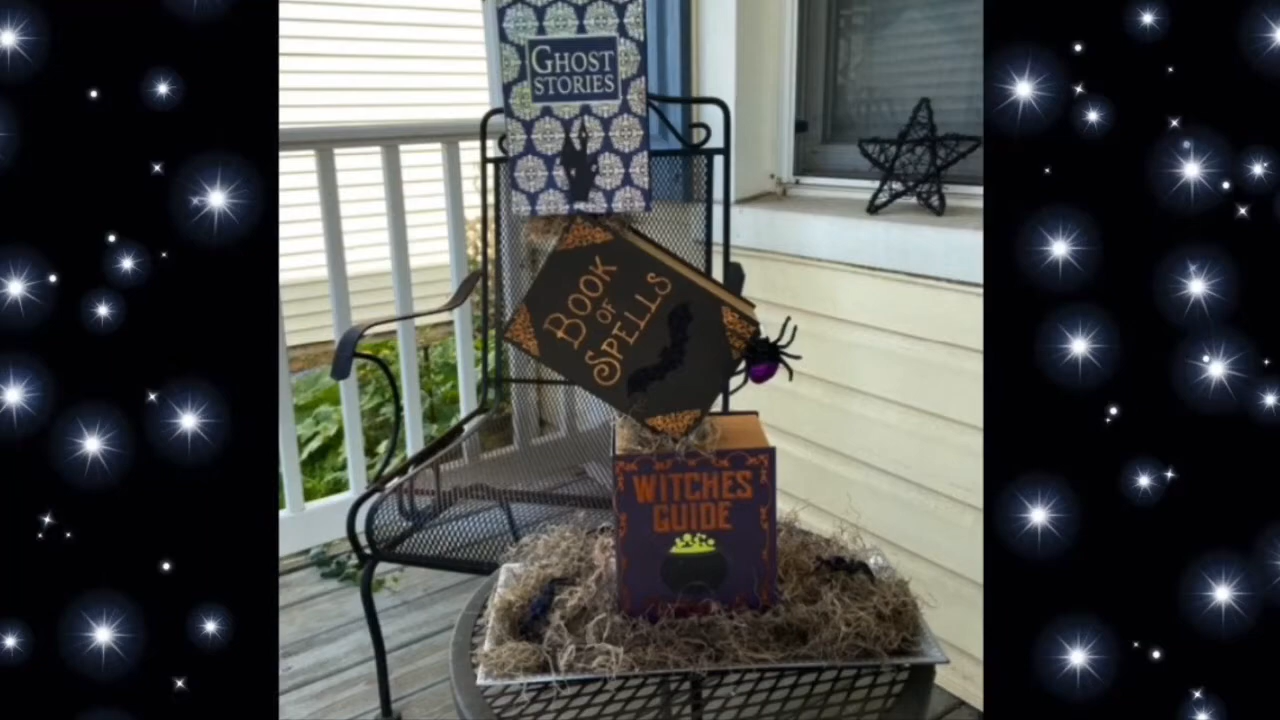 GHOST
STORIES
BOOK
OF
SPELLS
WITCHES
GUIDE